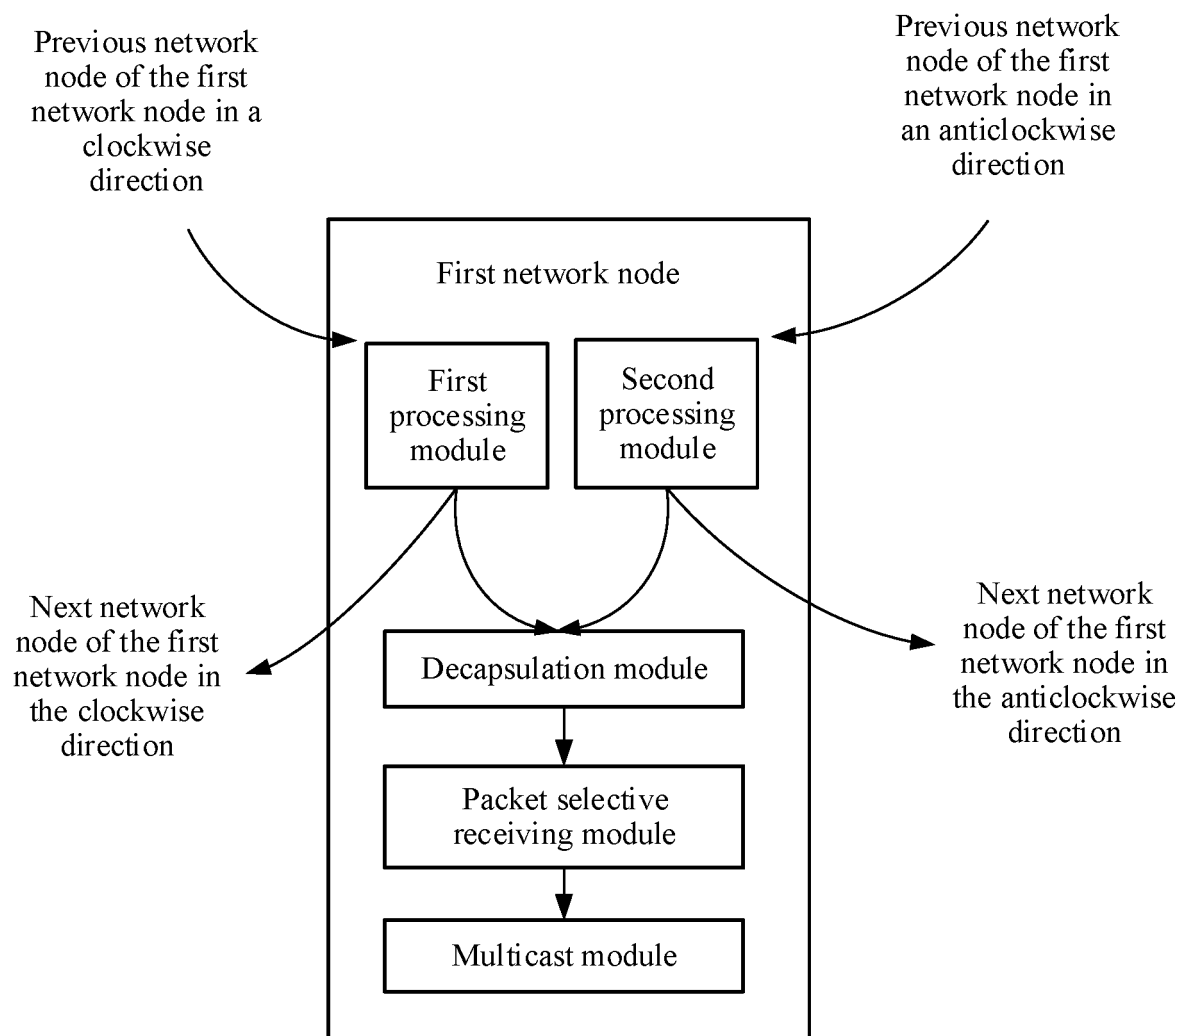 Previous network
node of the first
network node in a
clockwise
direction
Previous network
node of the first
network node in
an anticlockwise
direction
First network node
First
processing
module
Second
processing
module
Next network
node of the first
network node in
the clockwise
direction
Next network
node of the first
network node in
the anticlockwise
direction
Decapsulation module
Packet selective
receiving module
Multicast module